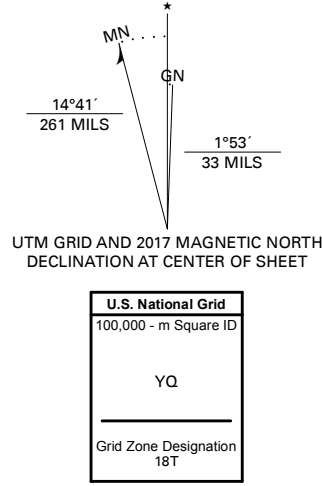 ★
MN
GN
14°41´
261 MILS
1°53´
33 MILS
UTM GRID AND 2017 MAGNETIC NORTH
DECLINATION AT CENTER OF SHEET
U.S. National Grid
100,000 - m Square ID
YQ
Grid Zone Designation
18T